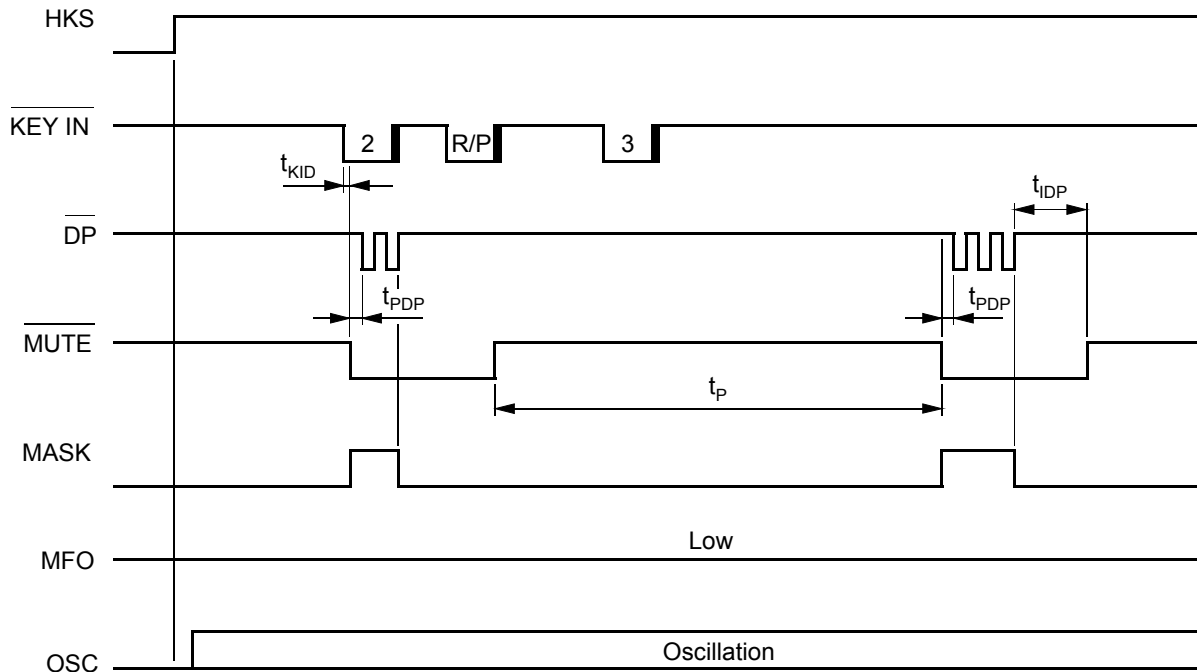 HKS
KEY IN
2
R/P
3
tKID
tIDP
DP
tPDP
tPDP
MUTE
tP
MASK
Low
MFO
Oscillation
OSC